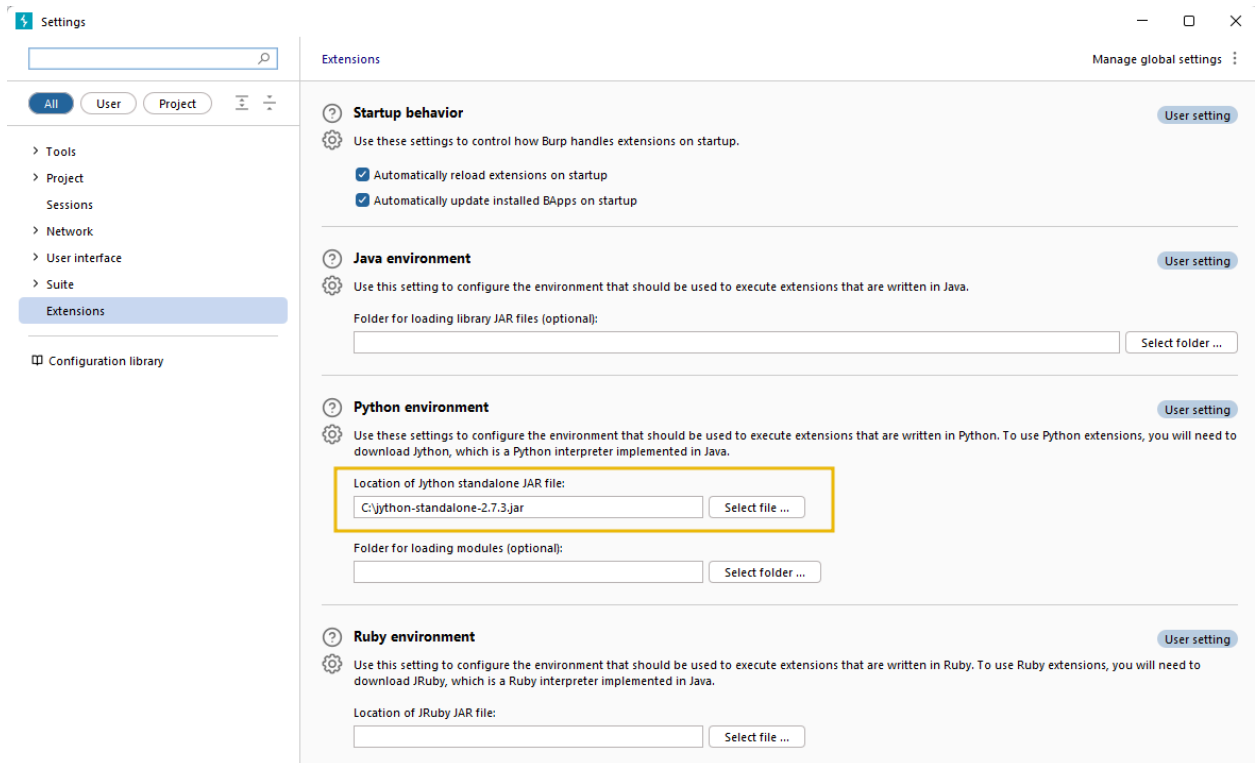 Settings
Extensions
Manage global settings
All
User
Project
Tools
Project
Sessions
Network
User interface
Suite
Extensions
Configuration library
Startup behavior
User setting
Use these settings to control how Burp handles extensions on startup.
Automatically reload extensions on startup
Automatically update installed BApps on startup
Java environment
User setting
Use this setting to configure the environment that should be used to execute extensions that are written in Java.
Folder for loading library JAR files (optional):
Select folder ...
Python environment
User setting
Use these settings to configure the environment that should be used to execute extensions that are written in Python. To use Python extensions, you will need to
download Jython, which is a Python interpreter implemented in Java.
Location of Jython standalone JAR file:
C:\jython-standalone-2.7.3.jar
Select file ...
Folder for loading modules (optional):
Select folder ...
Ruby environment
User setting
Use this setting to configure the environment that should be used to execute extensions that are written in Ruby. To use Ruby extensions, you will need to
download JRuby, which is a Ruby interpreter implemented in Java.
Location of JRuby JAR file:
Select file ...